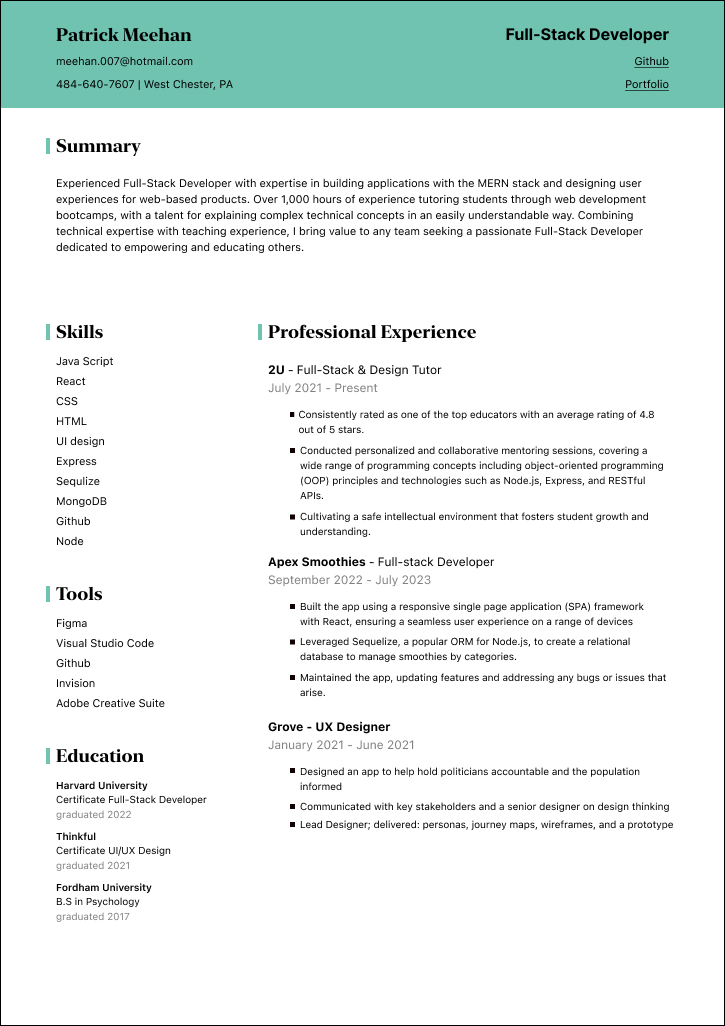 Patrick Meehan
meehan.007@hotmail.com
484-640-7607 | West Chester, PA
Full-Stack Developer
Github
Portfolio
Summary
Experienced Full-Stack Developer with expertise in building applications with the MERN stack and designing user
experiences for web-based products. Over 1,000 hours of experience tutoring students through web development
bootcamps, with a talent for explaining complex technical concepts in an easily understandable way. Combining
technical expertise with teaching experience, I bring value to any team seeking a passionate Full-Stack Developer
dedicated to empowering and educating others.
Skills
Java Script
React
CSS
HTML
UI design
Express
Sequlize
MongoDB
Github
Node
Tools
Figma
Visual Studio Code
Github
Invision
Adobe Creative Suite
Education
Harvard University
Certificate Full-Stack Developer
graduated 2022
Thinkful
Certificate UI/UX Design
graduated 2021
Fordham University
B.S in Psychology
graduated 2017
Professional Experience
2U - Full-Stack & Design Tutor
July 2021 - Present
Consistently rated as one of the top educators with an average rating of 4.8
out of 5 stars.
Conducted personalized and collaborative mentoring sessions, covering a
wide range of programming concepts including object-oriented programming
(OOP) principles and technologies such as Node.js, Express, and RESTful
APIs.
Cultivating a safe intellectual environment that fosters student growth and
understanding.
Apex Smoothies - Full-stack Developer
September 2022 - July 2023
Built the app using a responsive single page application (SPA) framework
with React, ensuring a seamless user experience on a range of devices
Leveraged Sequelize, a popular ORM for Node.js, to create a relational
database to manage smoothies by categories.
Maintained the app, updating features and addressing any bugs or issues that
arise.
Grove - UX Designer
January 2021 - June 2021
Designed an app to help hold politicians accountable and the population
informed
Communicated with key stakeholders and a senior designer on design thinking
Lead Designer; delivered: personas, journey maps, wireframes, and a prototype